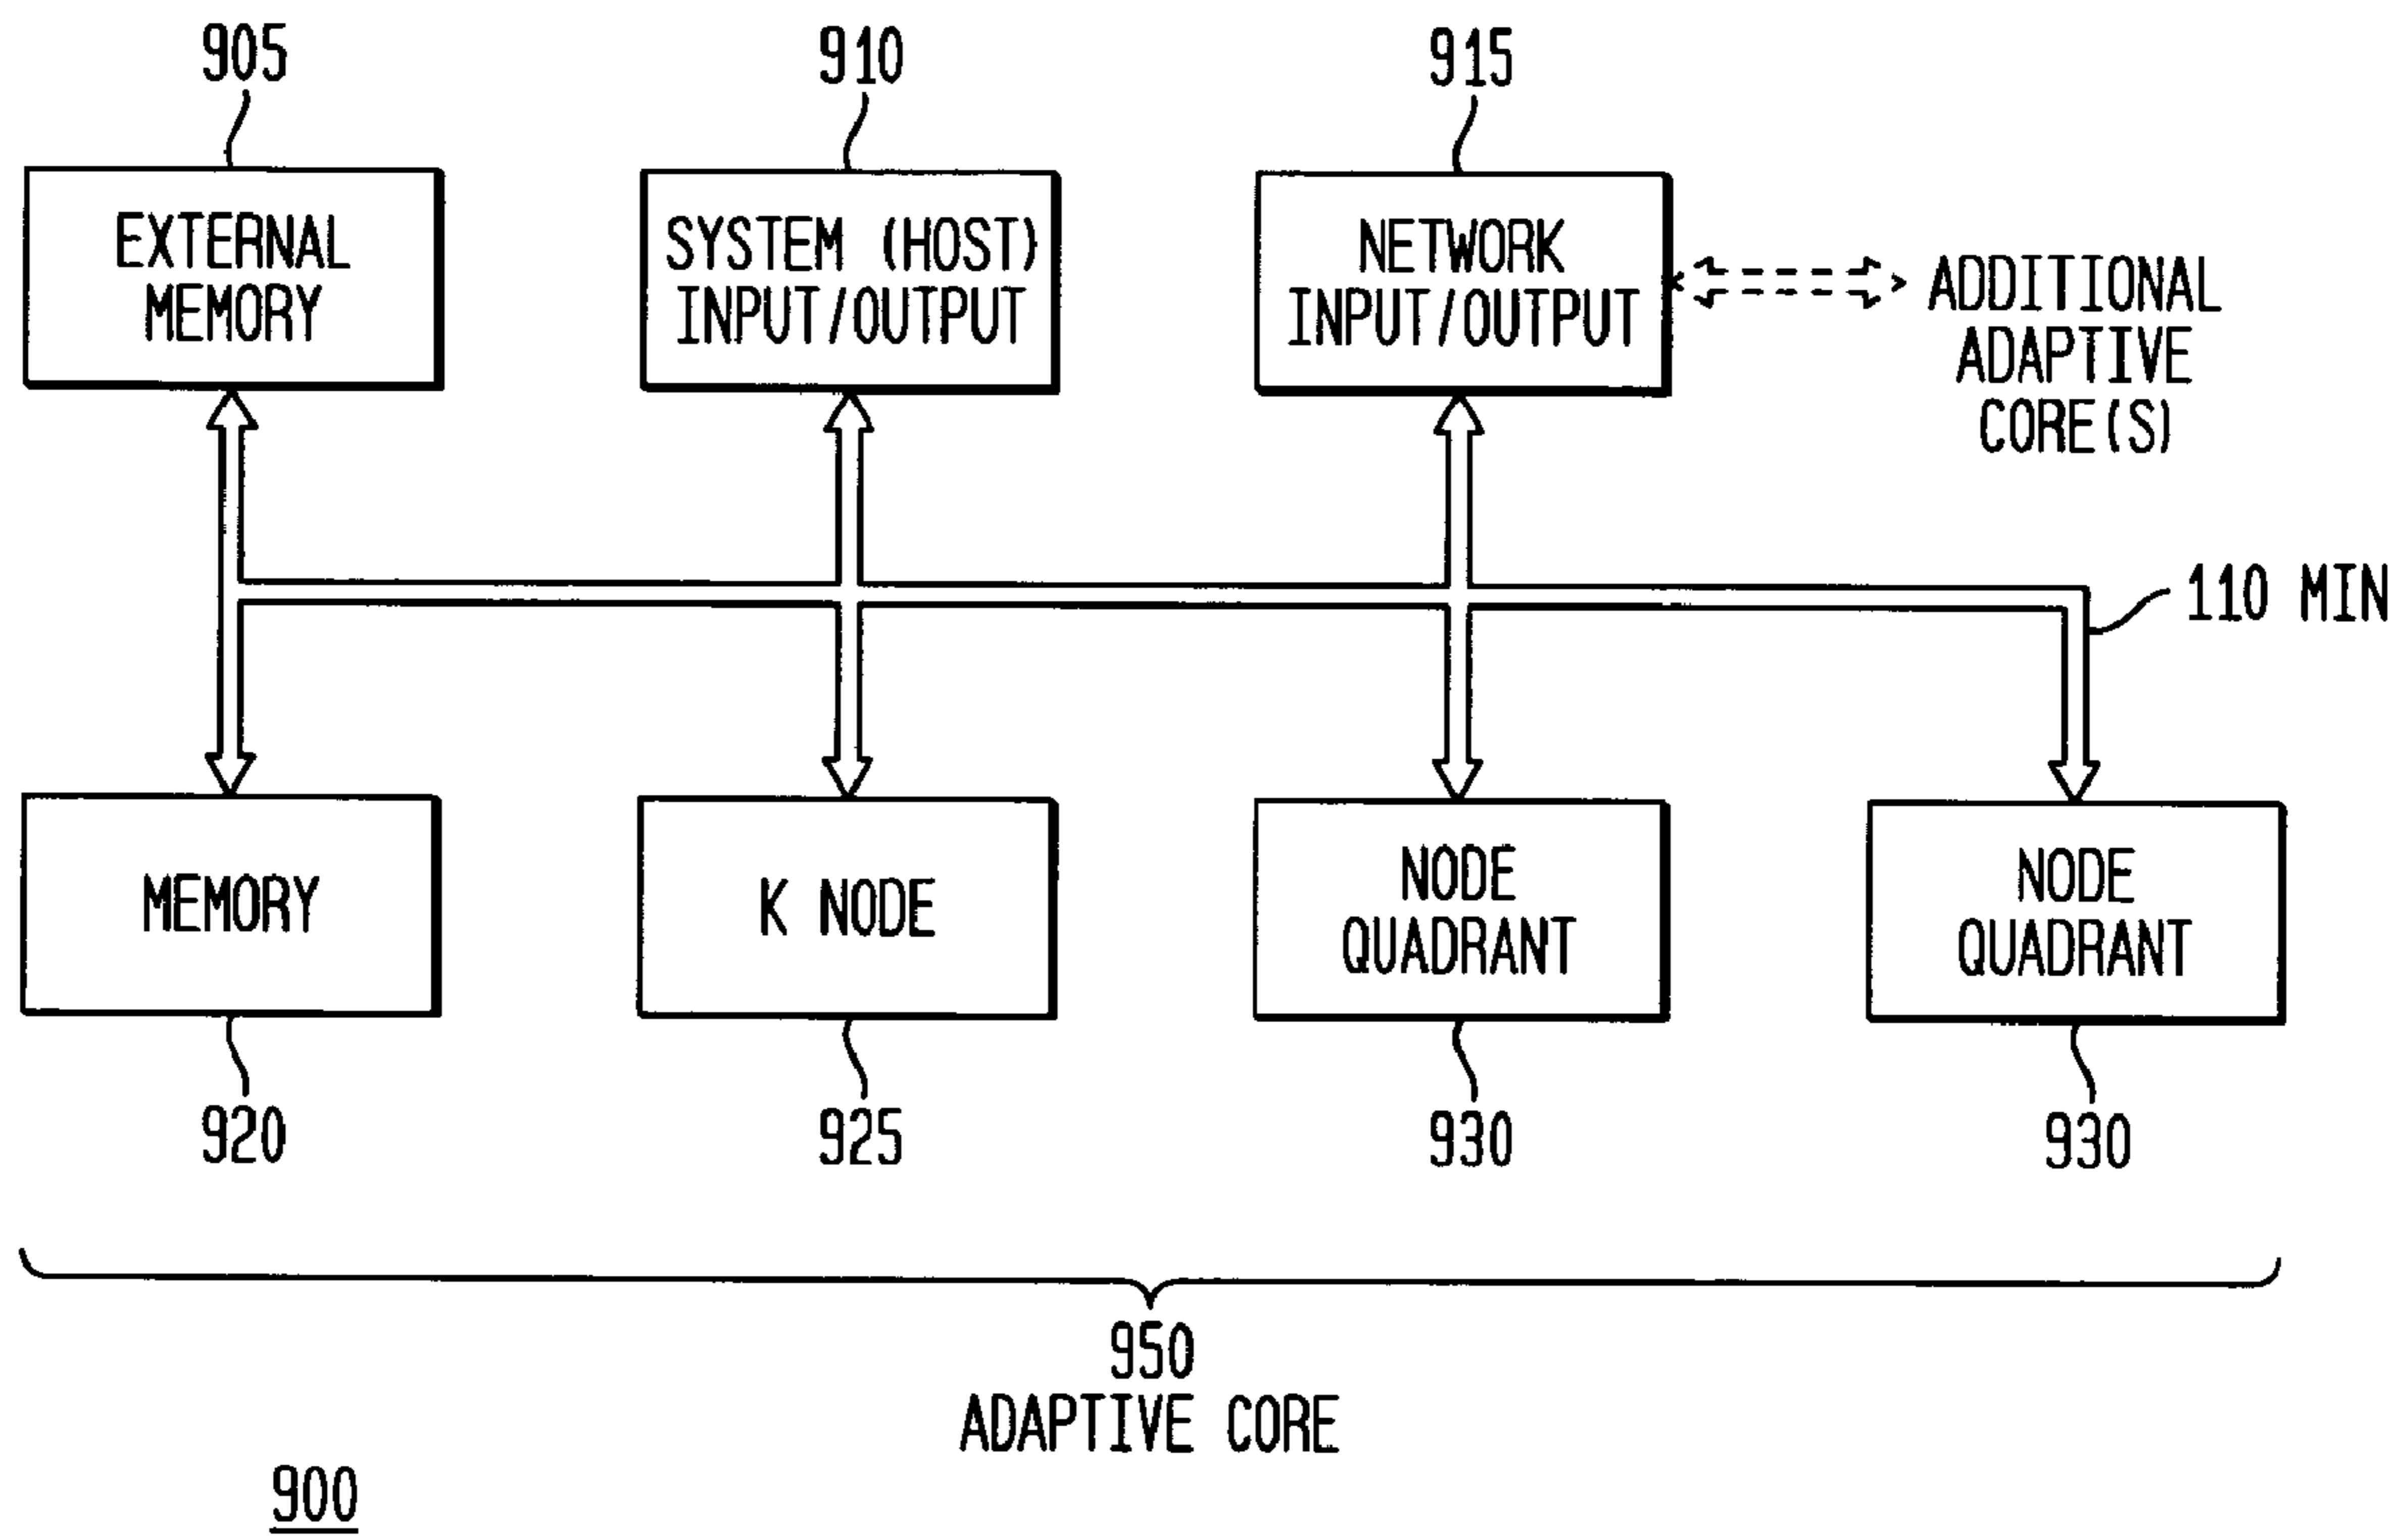 905
910
915
EXTERNAL
MEMORY
SYSTEM (HOST)
INPUT/OUTPUT
NETWORK
INPUT/OUTPUT
ADDITIONAL
ADAPTIVE
CORE(S)
110 MIN
MEMORY
K NODE
NODE
QUADRANT
NODE
QUADRANT
920
925
930
930
950
ADAPTIVE CORE
900